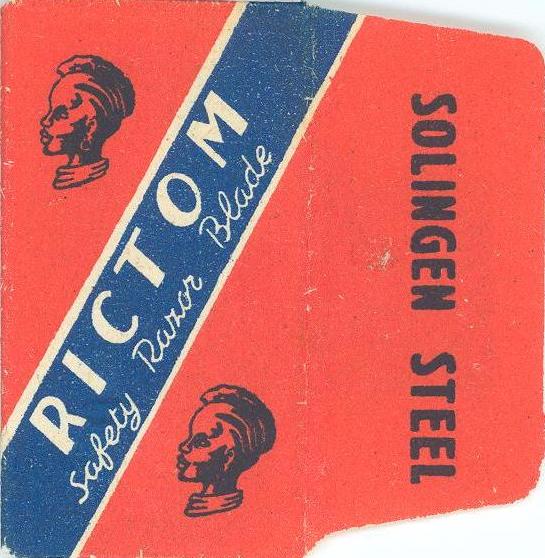 RICTOM
Safety Razor Blade
SOLINGEN STEEL